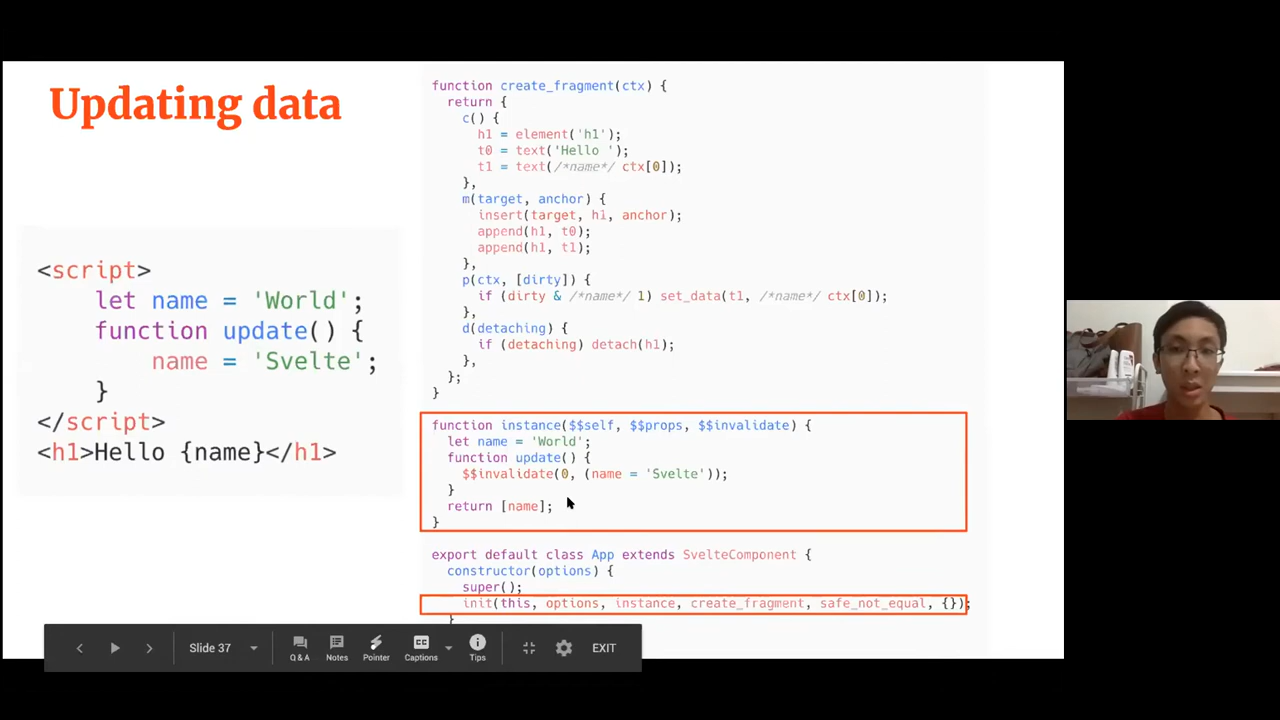 Updating data
<script>
let name = 'World';
function update() {
name = 'Svelte';
}
</script>
<h1>Hello {name}</h1>
function create_fragment(ctx) {
return {
c() {
h1 = element('h1');
t0 = text('Hello ');
t1 = text(/*name*/ ctx[0]);
},
m(target, anchor) {
insert(target, h1, anchor);
append(h1, t0);
append(h1, t1);
},
p(ctx, [dirty]) {
if (dirty & /*name*/ 1) set_data(t1, /*name*/ ctx[0]);
},
d(detaching) {
if (detaching) detach(h1);
},
};
}
function instance($$self, $$props, $$invalidate) {
let name = 'World';
function update() {
$$invalidate(0, (name = 'Svelte'));
}
return [name];
}
export default class App extends SvelteComponent {
constructor(options) {
super();
init(this, options, instance, create_fragment, safe_not_equal, {});
}
Slide 37
Q & A
Notes
Pointer
Captions
Tips
EXIT